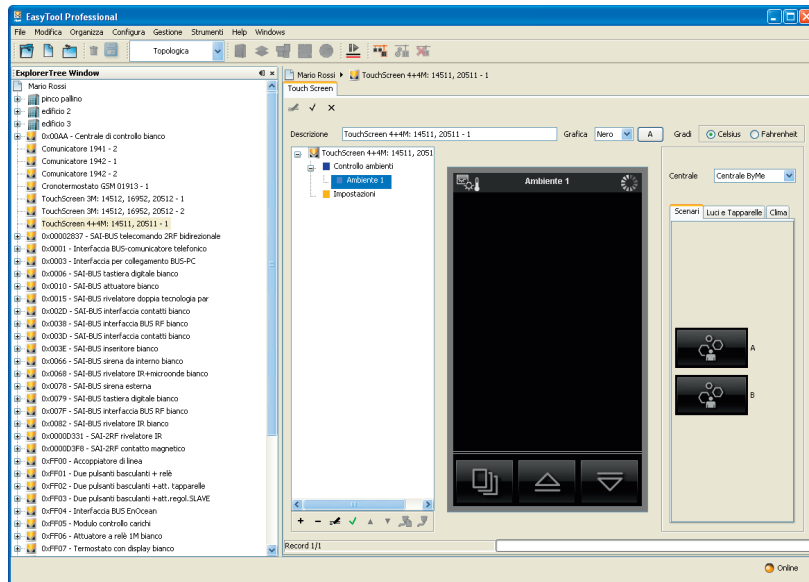 EasyTool Professional
File Modifica Organizza Configura Gestione Strumenti Help Windows
Topologica
ExplorerTree Window
Mario Rossi
pinco pallino
edificio 2
edificio 3
0x00AA - Centrale di controllo bianco
Comunicatore 1941 - 2
Comunicatore 1942 - 1
Comunicatore 1942 - 2
Cronotermostato GSM 01913 - 1
TouchScreen 3M: 14512, 16952, 20512 - 1
TouchScreen 3M: 14512, 16952, 20512 - 2
TouchScreen 4+4M: 14511, 20511 - 1
0x00002837 - SAI-BUS telecomando 2RF bidirezionale
0x0001 - Interfaccia BUS-comunicatore telefonico
0x0003 - Interfaccia per collegamento BUS-PC
0x0006 - SAI-BUS tastiera digitale bianco
0x0010 - SAI-BUS attuatore bianco
0x0015 - SAI-BUS rivelatore doppia tecnologia par
0x002D - SAI-BUS interfaccia contatti bianco
0x0038 - SAI-BUS interfaccia BUS RF bianco
0x003D - SAI-BUS interfaccia contatti bianco
0x003E - SAI-BUS inseritore bianco
0x0066 - SAI-BUS sirena da interno bianco
0x0068 - SAI-BUS rivelatore IR+microonde bianco
0x0078 - SAI-BUS sirena esterna
0x0079 - SAI-BUS tastiera digitale bianco
0x007F - SAI-BUS interfaccia BUS RF bianco
0x0082 - SAI-BUS rivelatore IR bianco
0x0000D331 - SAI-2RF rivelatore IR
0x0000D3F8 - SAI-2RF contatto magnetico
0xFF00 - Accoppiatore di linea
0xFF01 - Due pulsanti basculanti + relè
0xFF02 - Due pulsanti basculanti +att. tapparelle
0xFF03 - Due pulsanti basculanti +att.regol.SLAVE
0xFF04 - Interfaccia BUS EnOcean
0xFF05 - Modulo controllo carichi
0xFF06 - Attuatore a relè 1M bianco
0xFF07 - Termostato con display bianco
Mario Rossi TouchScreen 4+4M: 14511, 20511 - 1
Touch Screen
Descrizione TouchScreen 4+4M: 14511, 20511 - 1 Grafica Nero A Gradi Celsius Fahrenheit
TouchScreen 4+4M: 14511, 2051
Controllo ambienti
Ambiente 1
Impostazioni
Ambiente 1
Centrale Centrale ByMe
Scenari Luci e Tapparelle Clima
A
B
Record 1/1
Online